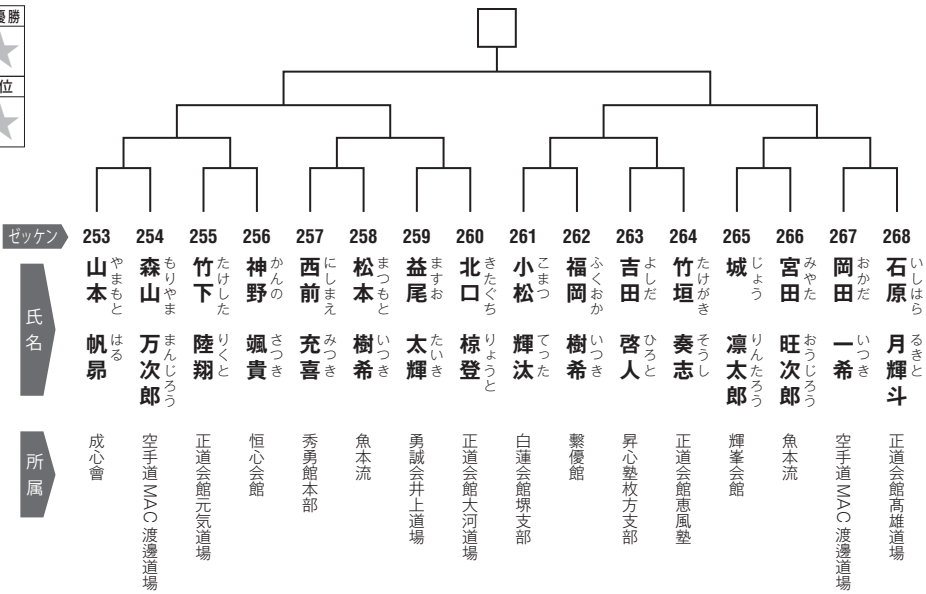 優勝
位
ゼッケン 253 254 255 256 257 258 259 260 261 262 263 264 265 266 267 268
氏名
山本 帆昴
やまもと はる
森山 万次郎
もりやま まんじろう
竹下 陸翔
たけした りくと
神野 颯貴
かんの さつき
西前 充喜
にしまえ みつき
松本 樹希
まつもと いつき
益尾 太輝
ますお たいき
北口 椋登
きたぐち りょうと
小松 輝汰
こまつ てった
福岡 樹希
ふくおか いつき
吉田 啓人
よしだ ひろと
竹垣 奏志
たけがき そうし
城 凛太郎
じょう りんたろう
宮田 旺次郎
みやた おうじろう
岡田 一希
おかだ いつき
石原 月輝斗
いしはら るきと
所属
成心會
空手道MAC渡邊道場
正道会館元気道場
恒心会館
秀勇館本部
魚本流
勇誠会井上道場
正道会館大河道場
白蓮会館堺支部
繋優館
昇心塾枚方支部
正道会館恵風塾
輝峯会館
魚本流
空手道MAC渡邊道場
正道会館髙雄道場